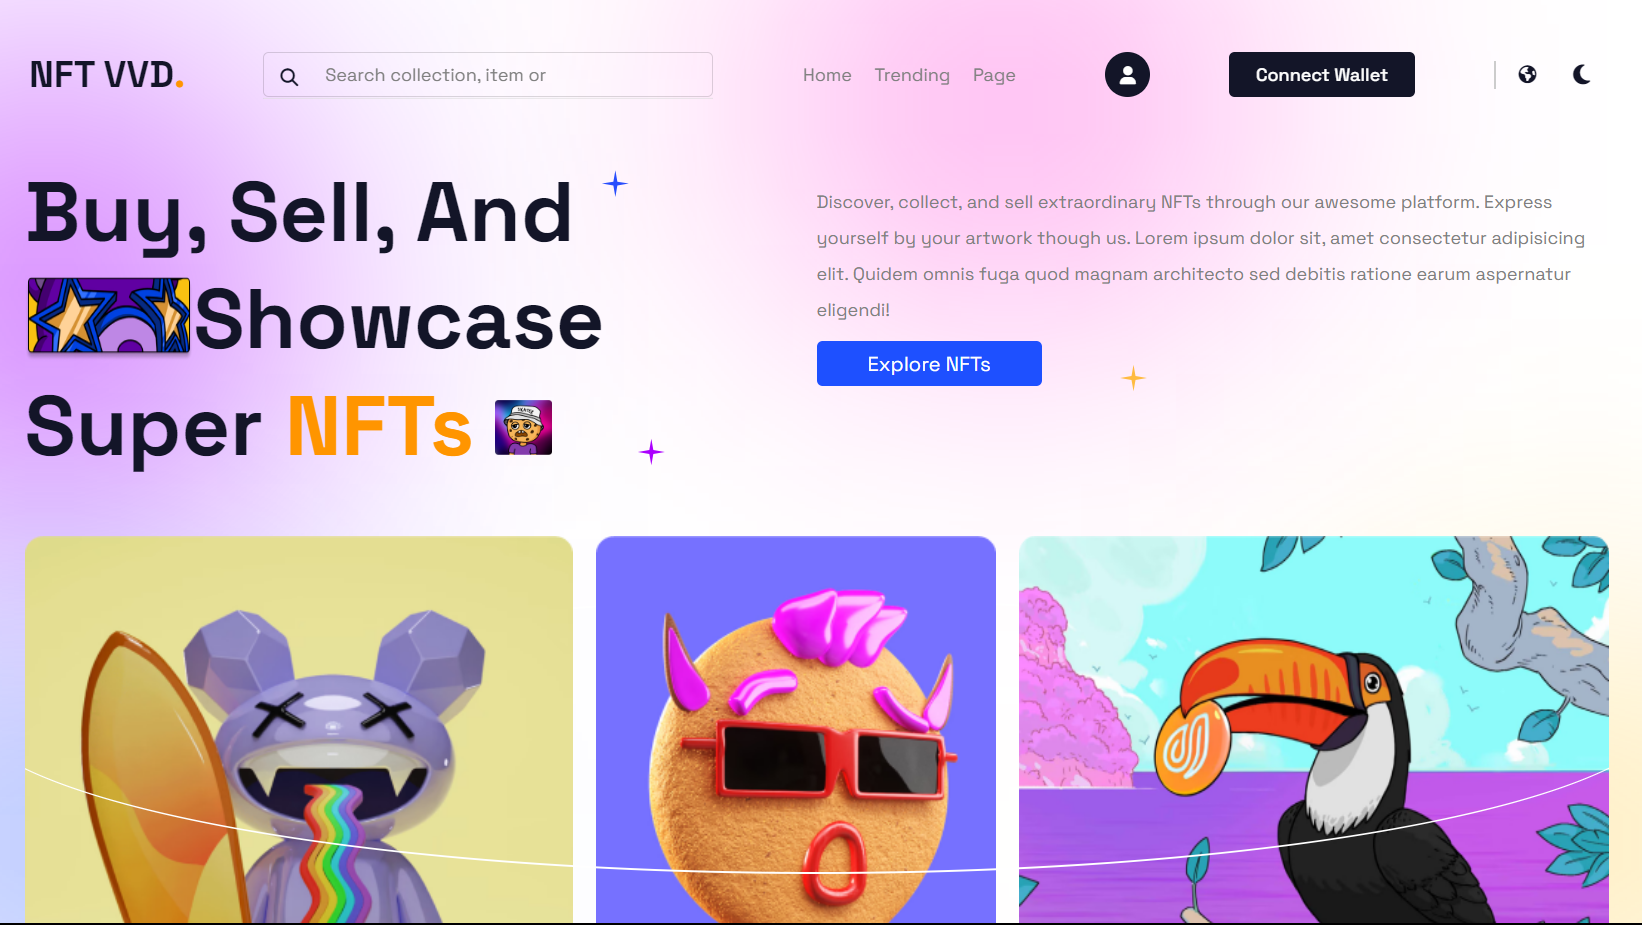 NFT VVD.
Search collection, item or
Home Trending Page
Connect Wallet
Buy, Sell, And
Showcase
Super NFTs
Discover, collect, and sell extraordinary NFTs through our awesome platform. Express
yourself by your artwork though us. Lorem ipsum dolor sit, amet consectetur adipisicing
elit. Quidem omnis fuga quod magnam architecto sed debitis ratione earum aspernatur
eligendi!
Explore NFTs